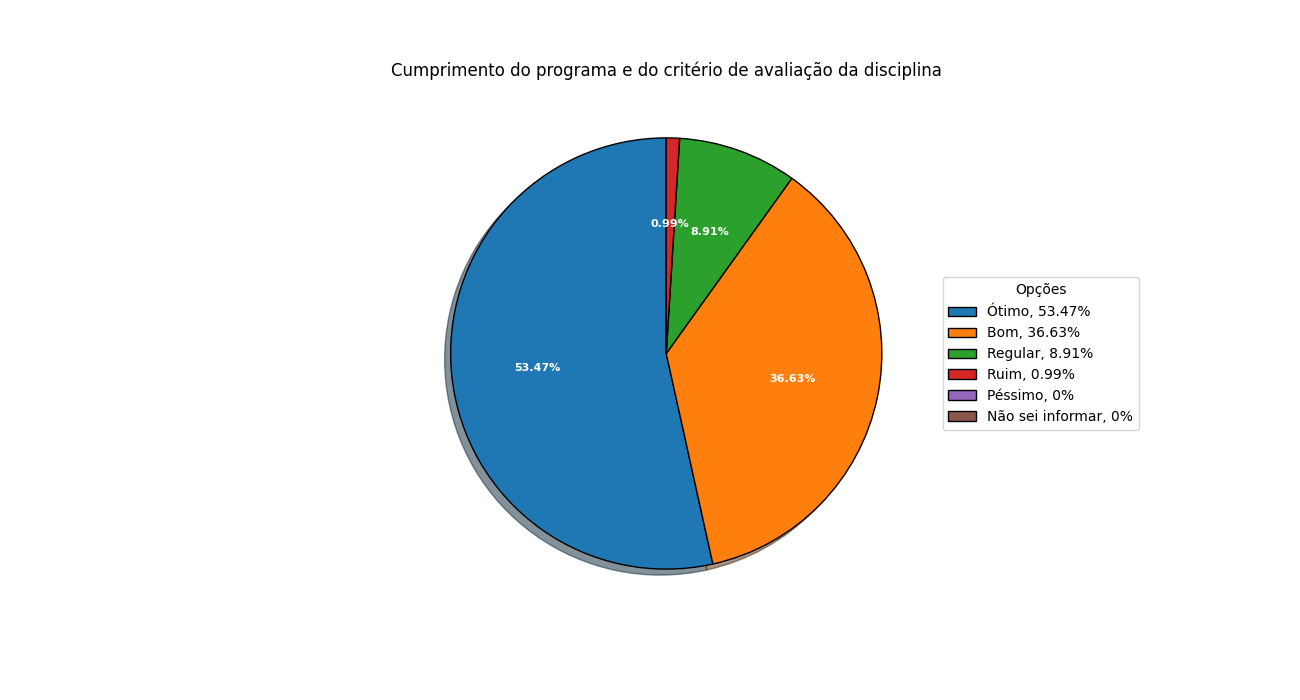 Cumprimento do programa e do critério de avaliação da disciplina
0.99%
8.91%
53.47%
36.63%
Opções
Ótimo, 53.47%
Bom, 36.63%
Regular, 8.91%
Ruim, 0.99%
Péssimo, 0%
Não sei informar, 0%